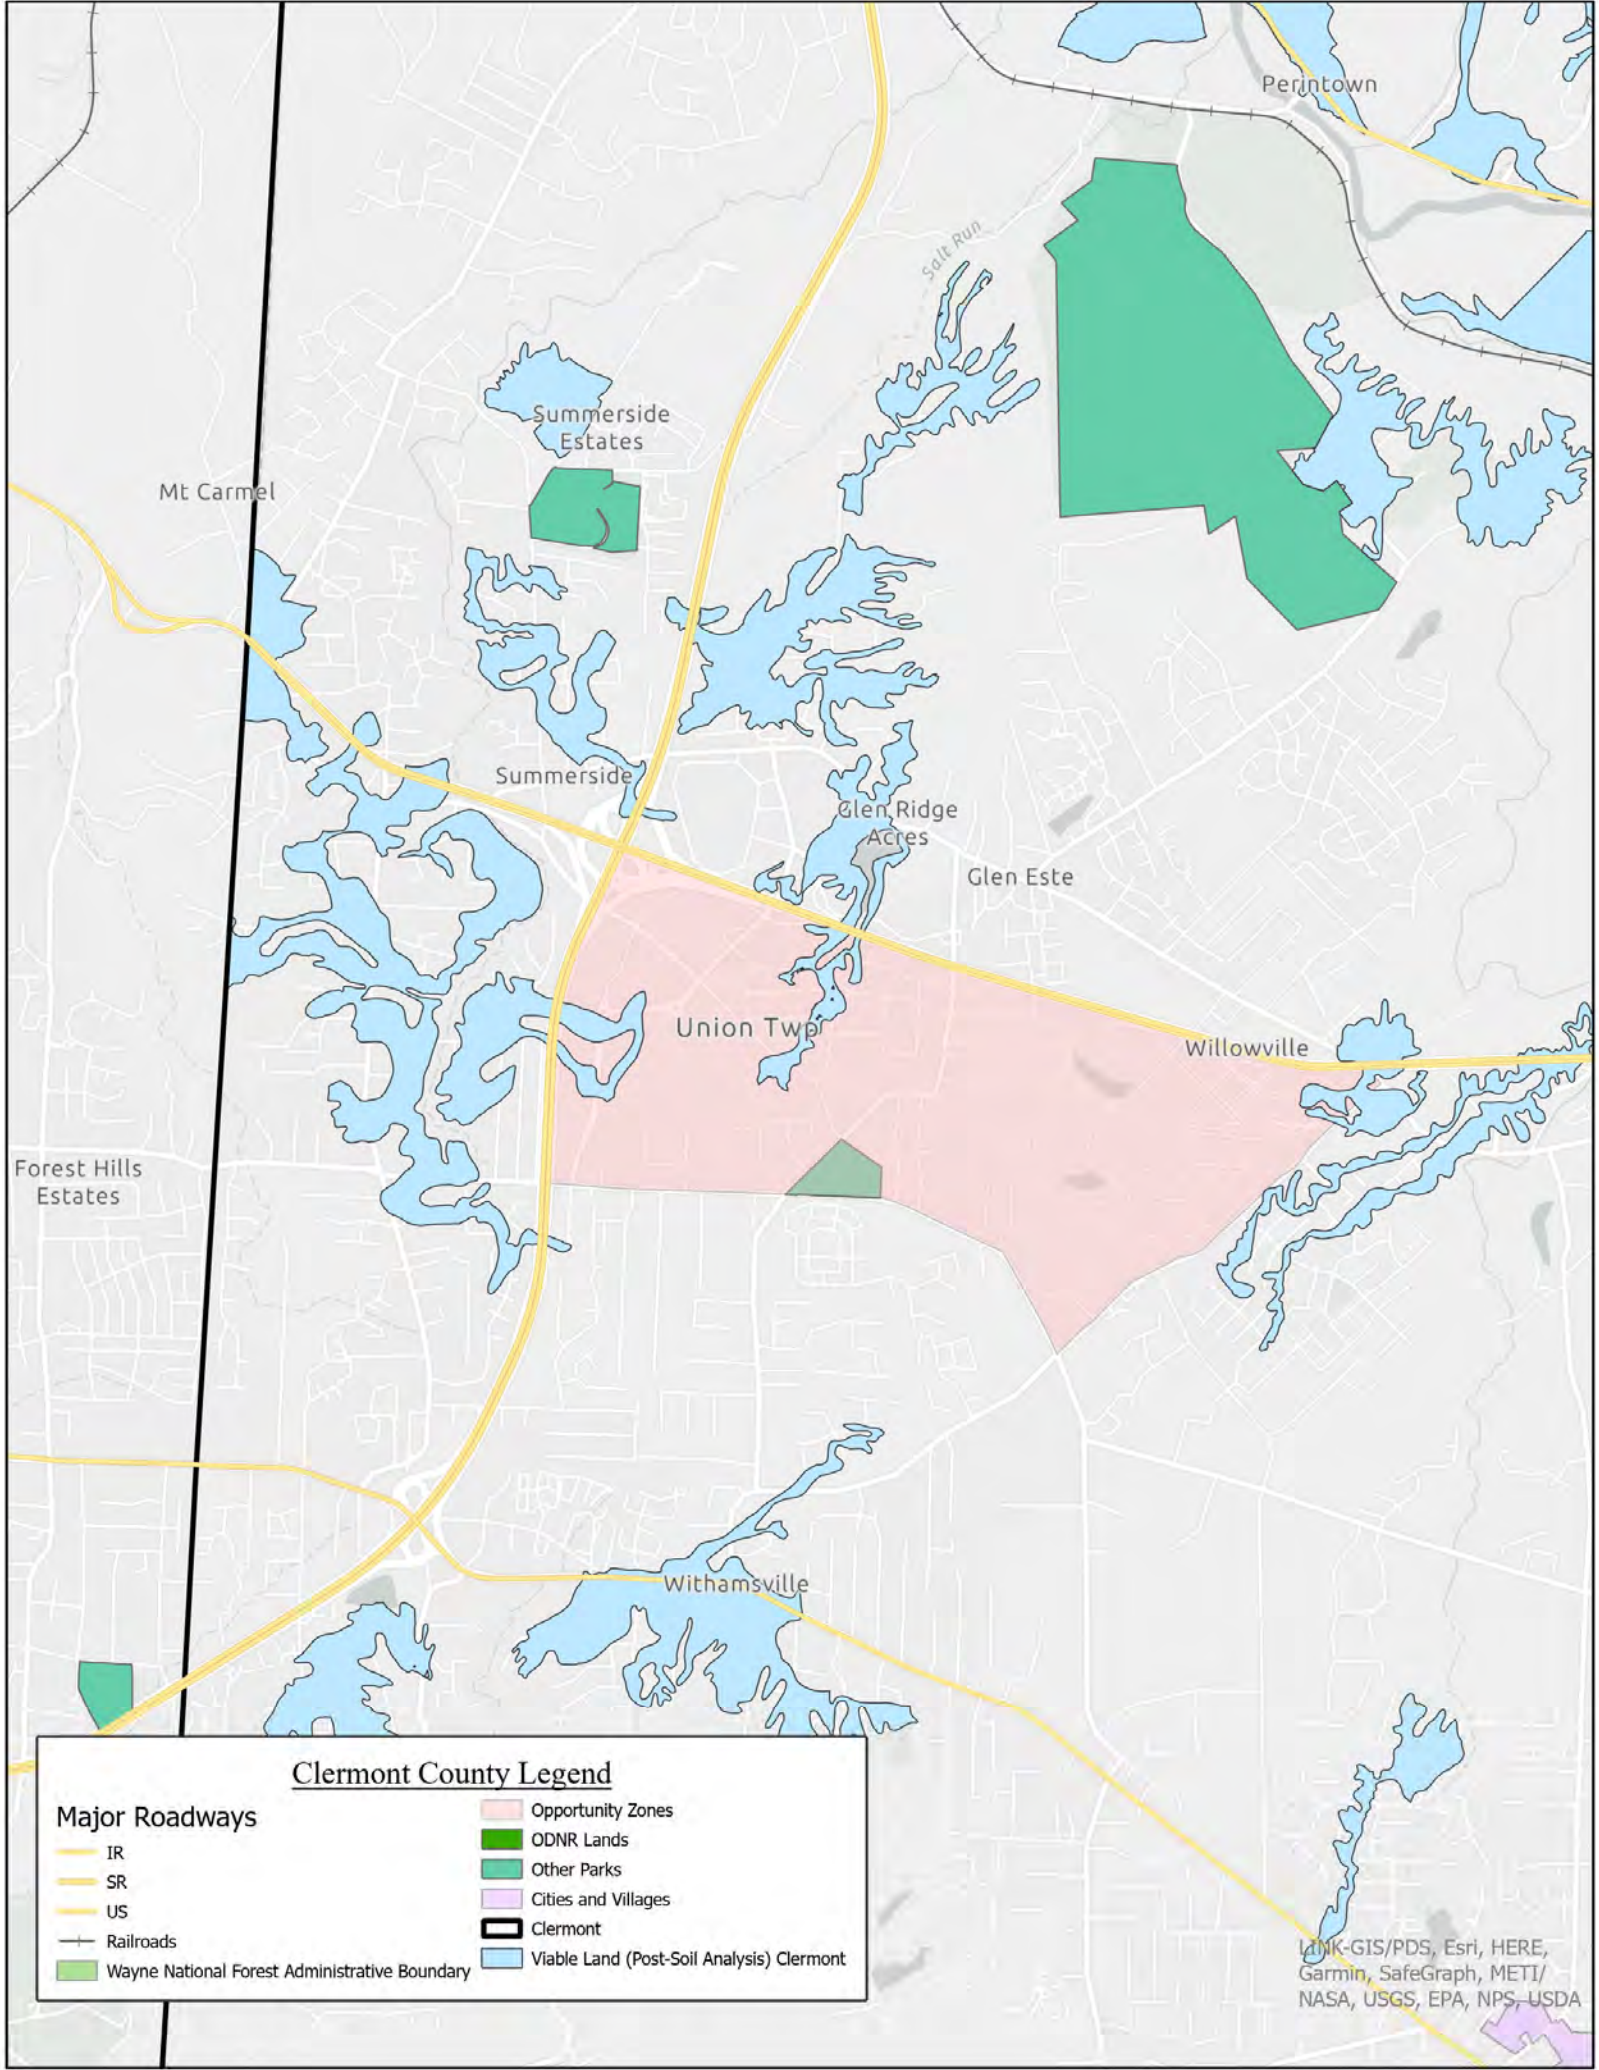 Perintown
Salt Run
Summerside
Estates
Mt Carmel
Summerside
Glen Ridge
Acres
Glen Este
Union Twp
Willowville
Forest Hills
Estates
Withamsville
Clermont County Legend
Major Roadways
IR
SR
US
Railroads
Wayne National Forest Administrative Boundary
Opportunity Zones
ODNR Lands
Other Parks
Cities and Villages
Clermont
Viable Land (Post-Soil Analysis) Clermont
LINK-GIS/PDS, Esri, HERE,
Garmin, SafeGraph, METI/
NASA, USGS, EPA, NPS, USDA